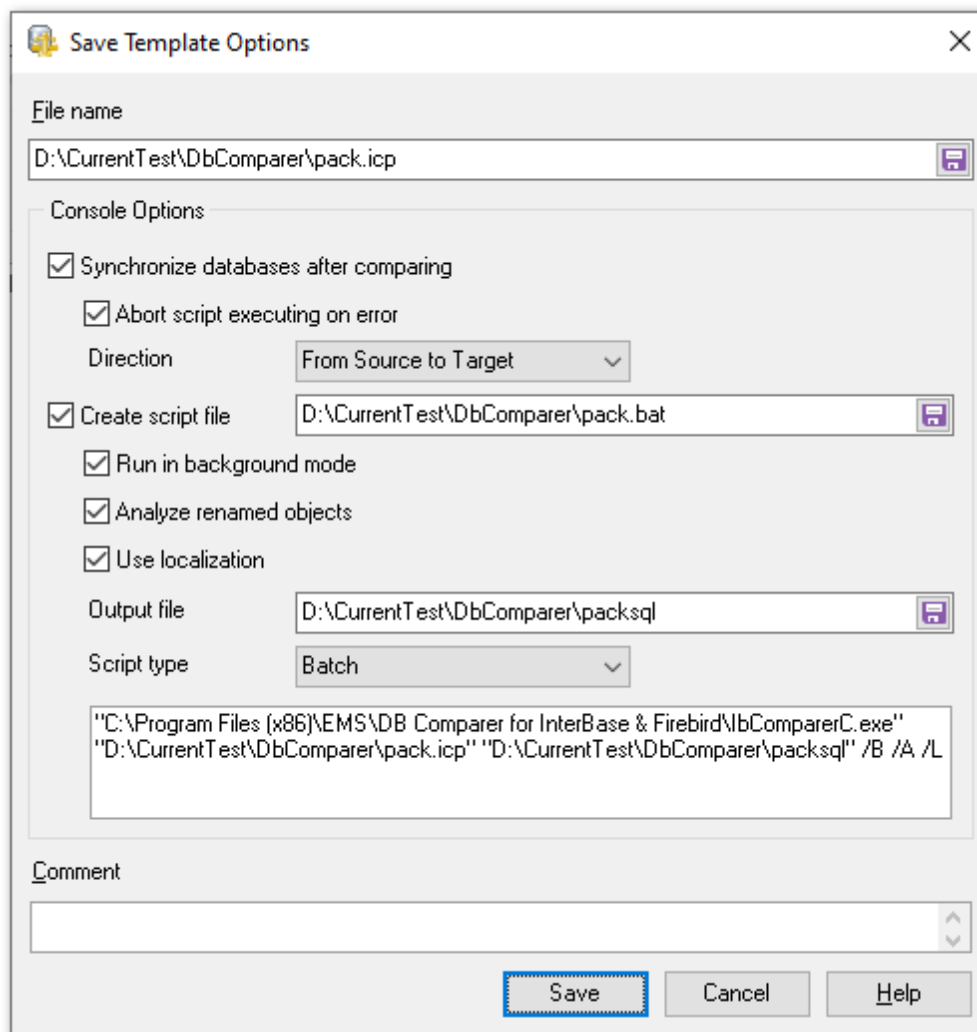 Save Template Options
File name
D:\CurrentTest\DbComparer\pack.icp
Console Options
Synchronize databases after comparing
Abort script executing on error
Direction From Source to Target
Create script file D:\CurrentTest\DbComparer\pack.bat
Run in background mode
Analyze renamed objects
Use localization
Output file D:\CurrentTest\DbComparer\packsql
Script type Batch
"C:\Program Files (x86)\EMS\DB Comparer for InterBase & Firebird\IbComparerC.exe"
"D:\CurrentTest\DbComparer\pack.icp" "D:\CurrentTest\DbComparer\packsql" /B /A /L
Comment
Save Cancel Help